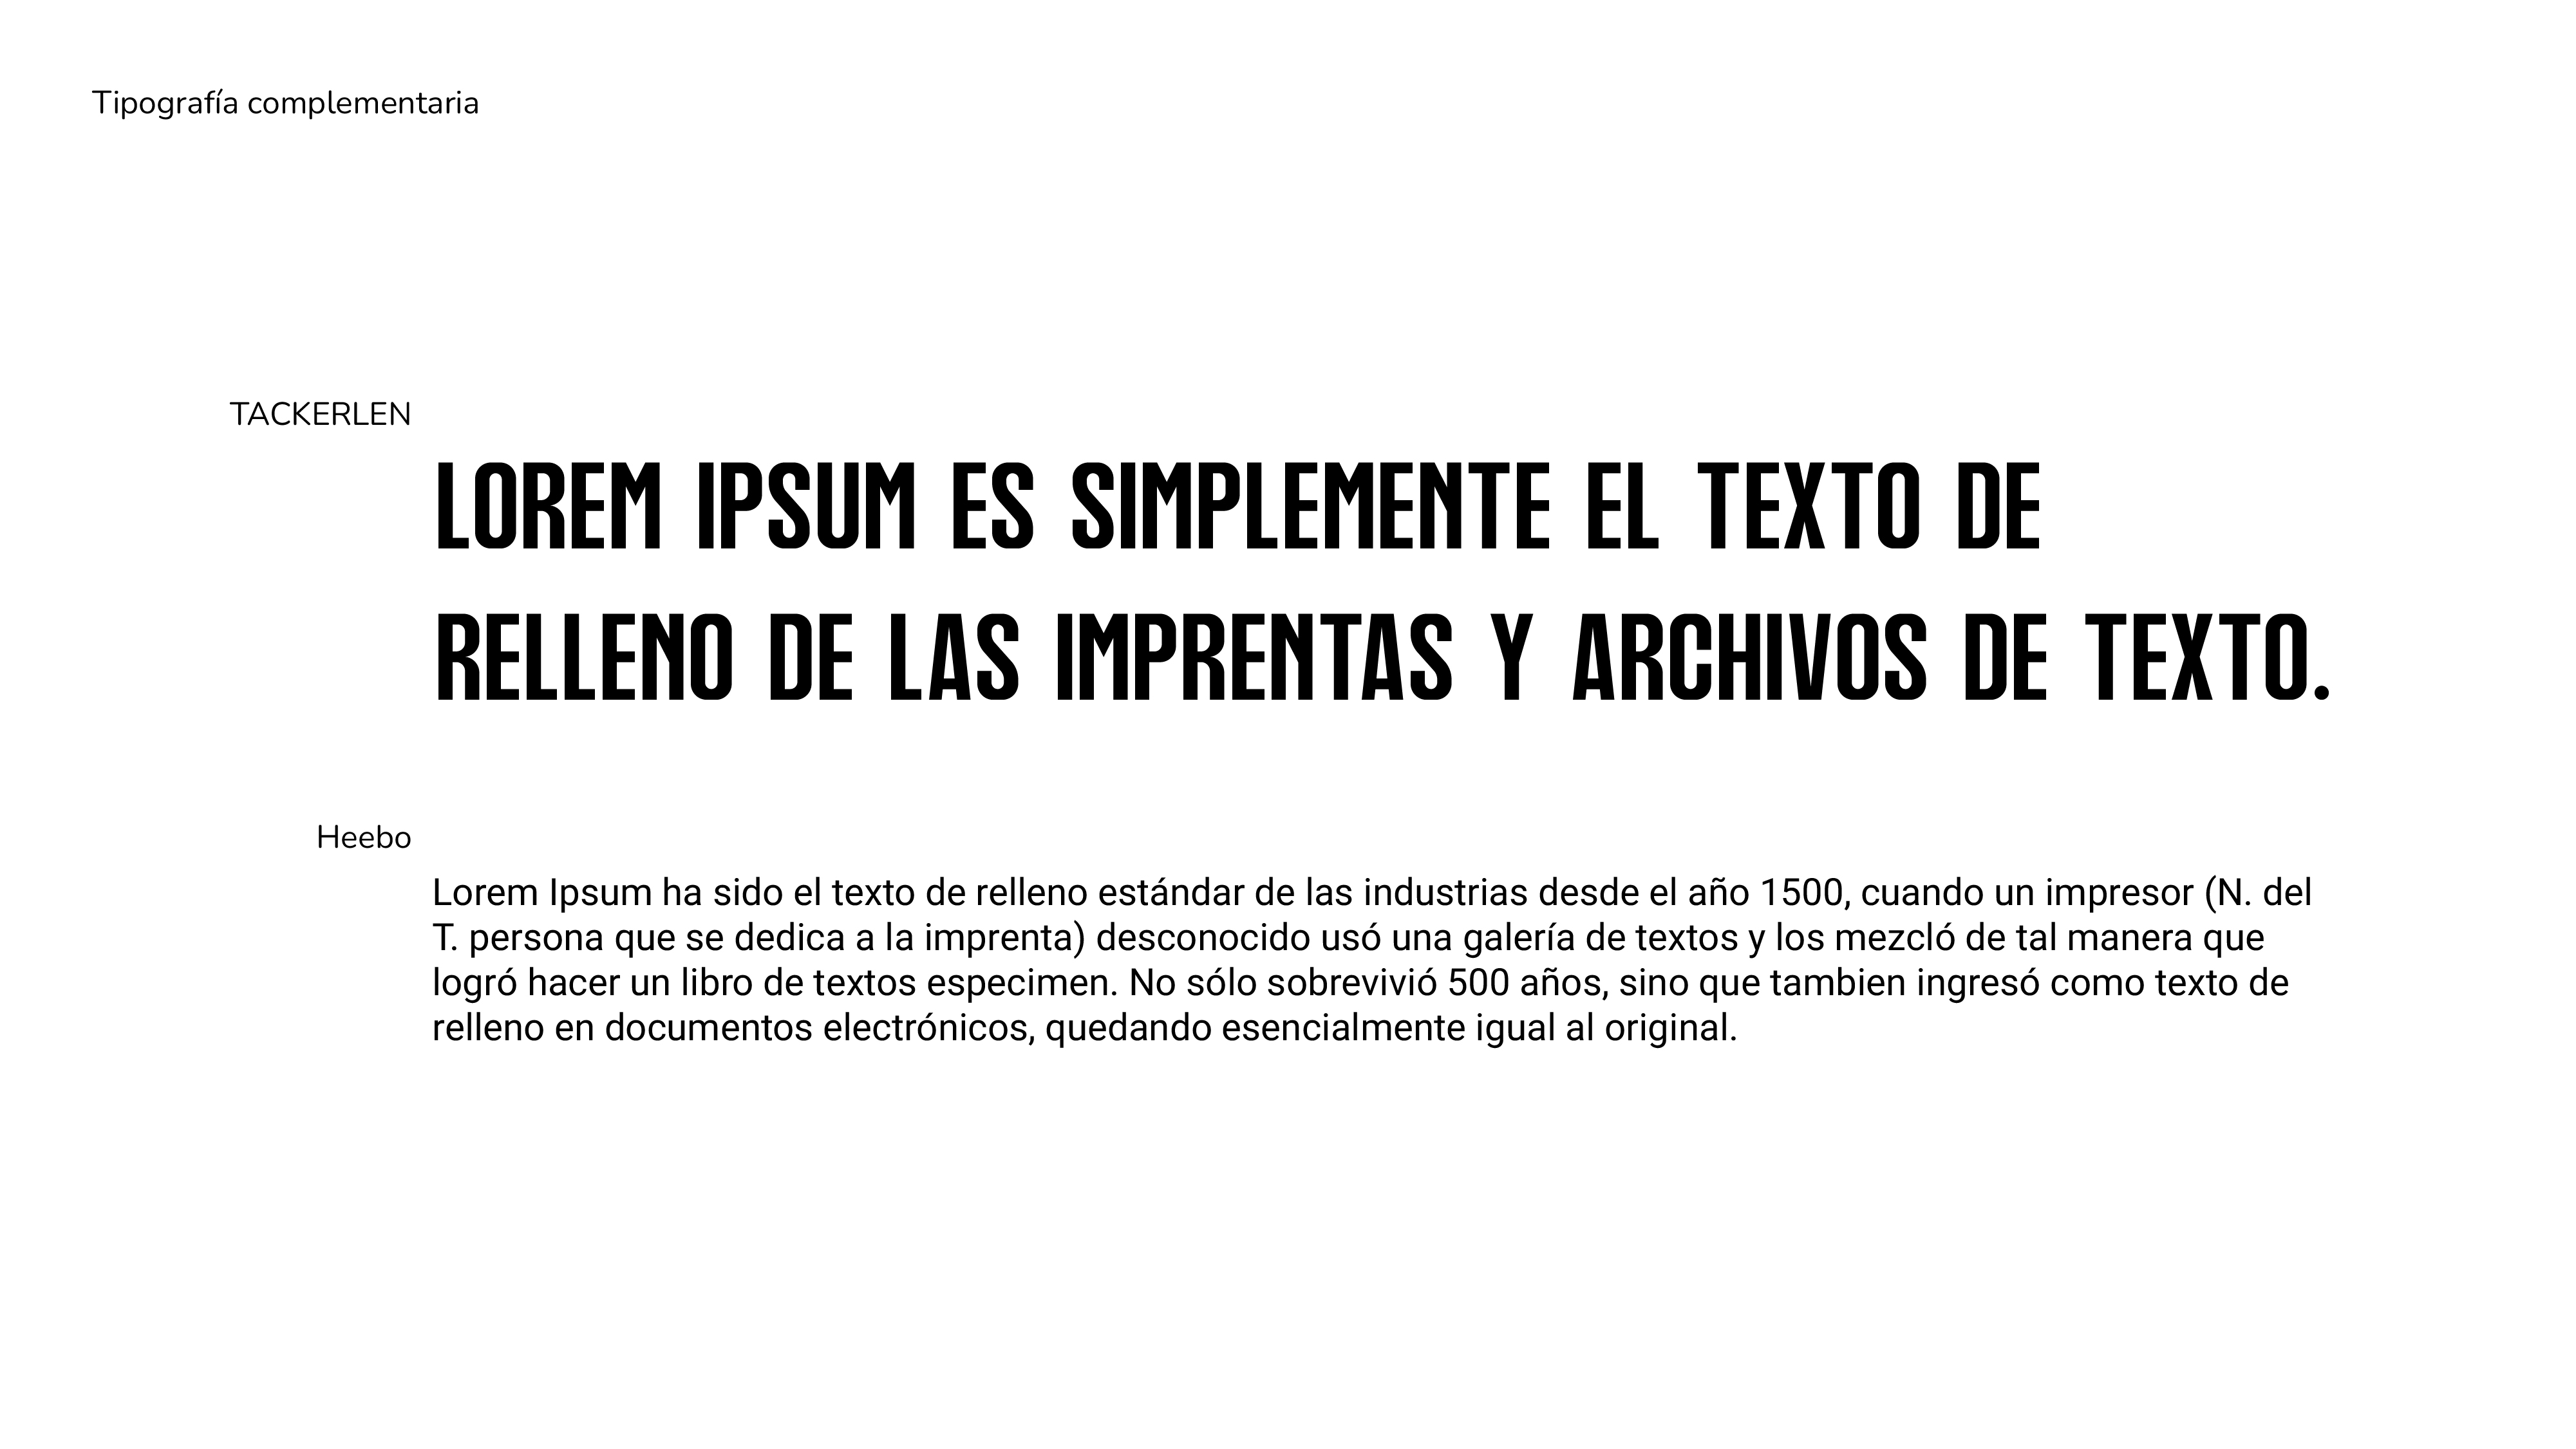 Tipografía complementaria
TACKERLEN
LOREM IPSUM ES SIMPLEMENTE EL TEXTO DE
RELLENO DE LAS IMPRENTAS Y ARCHIVOS DE TEXTO.
Heebo
Lorem Ipsum ha sido el texto de relleno estándar de las industrias desde el año 1500, cuando un impresor (N. del
T. persona que se dedica a la imprenta) desconocido usó una galería de textos y los mezcló de tal manera que
logró hacer un libro de textos especimen. No sólo sobrevivió 500 años, sino que tambien ingresó como texto de
relleno en documentos electrónicos, quedando esencialmente igual al original.